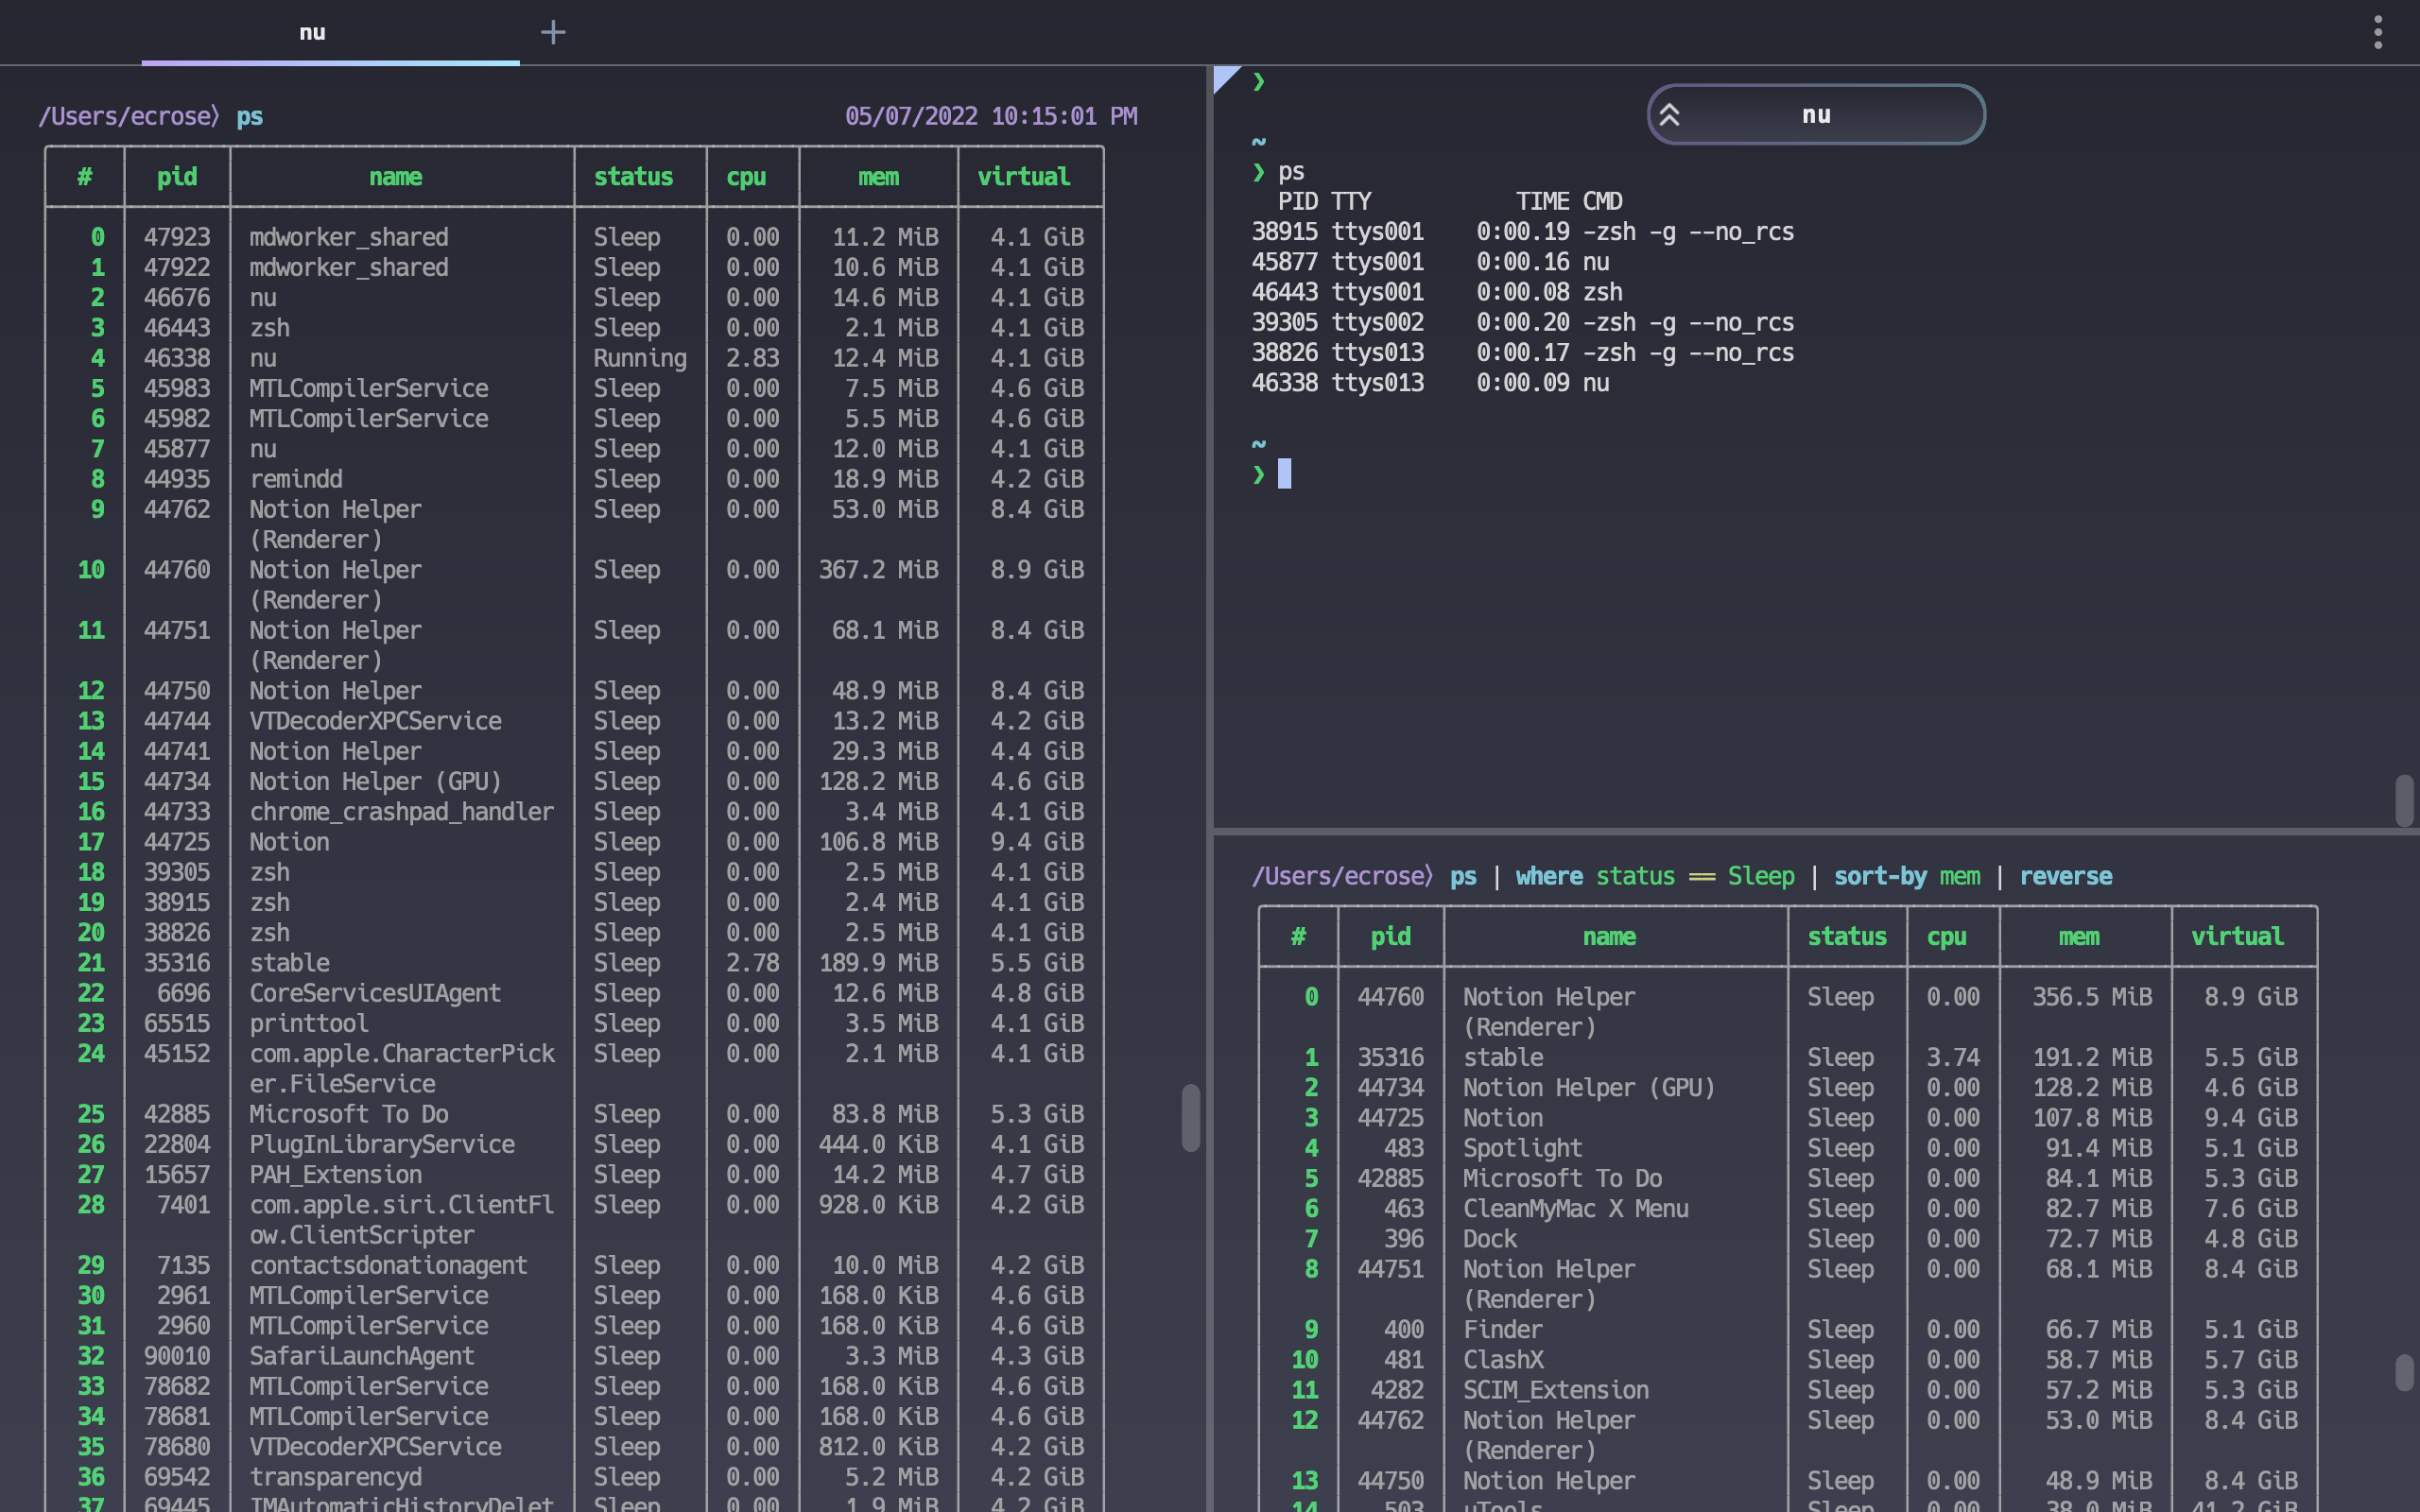 nu
/Users/ecrose〉 ps 05/07/2022 10:15:01 PM
# pid name status cpu mem virtual
0 47923 mdworker_shared Sleep 0.00 11.2 MiB 4.1 GiB
1 47922 mdworker_shared Sleep 0.00 10.6 MiB 4.1 GiB
2 46676 nu Sleep 0.00 14.6 MiB 4.1 GiB
3 46443 zsh Sleep 0.00 2.1 MiB 4.1 GiB
4 46338 nu Running 2.83 12.4 MiB 4.1 GiB
5 45983 MTLCompilerService Sleep 0.00 7.5 MiB 4.6 GiB
6 45982 MTLCompilerService Sleep 0.00 5.5 MiB 4.6 GiB
7 45877 nu Sleep 0.00 12.0 MiB 4.1 GiB
8 44935 remindd Sleep 0.00 18.9 MiB 4.2 GiB
9 44762 Notion Helper Sleep 0.00 53.0 MiB 8.4 GiB
(Renderer)
10 44760 Notion Helper Sleep 0.00 367.2 MiB 8.9 GiB
(Renderer)
11 44751 Notion Helper Sleep 0.00 68.1 MiB 8.4 GiB
(Renderer)
12 44750 Notion Helper Sleep 0.00 48.9 MiB 8.4 GiB
13 44744 VTDecoderXPCService Sleep 0.00 13.2 MiB 4.2 GiB
14 44741 Notion Helper Sleep 0.00 29.3 MiB 4.4 GiB
15 44734 Notion Helper (GPU) Sleep 0.00 128.2 MiB 4.6 GiB
16 44733 chrome_crashpad_handler Sleep 0.00 3.4 MiB 4.1 GiB
17 44725 Notion Sleep 0.00 106.8 MiB 9.4 GiB
18 39305 zsh Sleep 0.00 2.5 MiB 4.1 GiB
19 38915 zsh Sleep 0.00 2.4 MiB 4.1 GiB
20 38826 zsh Sleep 0.00 2.5 MiB 4.1 GiB
21 35316 stable Sleep 2.78 189.9 MiB 5.5 GiB
22 6696 CoreServicesUIAgent Sleep 0.00 12.6 MiB 4.8 GiB
23 65515 printtool Sleep 0.00 3.5 MiB 4.1 GiB
24 45152 com.apple.CharacterPick Sleep 0.00 2.1 MiB 4.1 GiB
er.FileService
25 42885 Microsoft To Do Sleep 0.00 83.8 MiB 5.3 GiB
26 22804 PlugInLibraryService Sleep 0.00 444.0 KiB 4.1 GiB
27 15657 PAH_Extension Sleep 0.00 14.2 MiB 4.7 GiB
28 7401 com.apple.siri.ClientFl Sleep 0.00 928.0 KiB 4.2 GiB
ow.ClientScripter
29 7135 contactsdonationagent Sleep 0.00 10.0 MiB 4.2 GiB
30 2961 MTLCompilerService Sleep 0.00 168.0 KiB 4.6 GiB
31 2960 MTLCompilerService Sleep 0.00 168.0 KiB 4.6 GiB
32 90010 SafariLaunchAgent Sleep 0.00 3.3 MiB 4.3 GiB
33 78682 MTLCompilerService Sleep 0.00 168.0 KiB 4.6 GiB
34 78681 MTLCompilerService Sleep 0.00 168.0 KiB 4.6 GiB
35 78680 VTDecoderXPCService Sleep 0.00 812.0 KiB 4.2 GiB
36 69542 transparencyd Sleep 0.00 5.2 MiB 4.2 GiB
37 69445 IMAutomaticHistoryDelet Sleep 0.00 1.9 MiB 4.2 GiB
❯
nu
~
❯ ps
PID TTY TIME CMD
38915 ttys001 0:00.19 -zsh -g --no_rcs
45877 ttys001 0:00.16 nu
46443 ttys001 0:00.08 zsh
39305 ttys002 0:00.20 -zsh -g --no_rcs
38826 ttys013 0:00.17 -zsh -g --no_rcs
46338 ttys013 0:00.09 nu
~
❯
/Users/ecrose〉 ps | where status == Sleep | sort-by mem | reverse
# pid name status cpu mem virtual
0 44760 Notion Helper Sleep 0.00 356.5 MiB 8.9 GiB
(Renderer)
1 35316 stable Sleep 3.74 191.2 MiB 5.5 GiB
2 44734 Notion Helper (GPU) Sleep 0.00 128.2 MiB 4.6 GiB
3 44725 Notion Sleep 0.00 107.8 MiB 9.4 GiB
4 483 Spotlight Sleep 0.00 91.4 MiB 5.1 GiB
5 42885 Microsoft To Do Sleep 0.00 84.1 MiB 5.3 GiB
6 463 CleanMyMac X Menu Sleep 0.00 82.7 MiB 7.6 GiB
7 396 Dock Sleep 0.00 72.7 MiB 4.8 GiB
8 44751 Notion Helper Sleep 0.00 68.1 MiB 8.4 GiB
(Renderer)
9 400 Finder Sleep 0.00 66.7 MiB 5.1 GiB
10 481 ClashX Sleep 0.00 58.7 MiB 5.7 GiB
11 4282 SCIM_Extension Sleep 0.00 57.2 MiB 5.3 GiB
12 44762 Notion Helper Sleep 0.00 53.0 MiB 8.4 GiB
(Renderer)
13 44750 Notion Helper Sleep 0.00 48.9 MiB 8.4 GiB
14 503 uTools Sleep 0.00 38.0 MiB 41.2 GiB